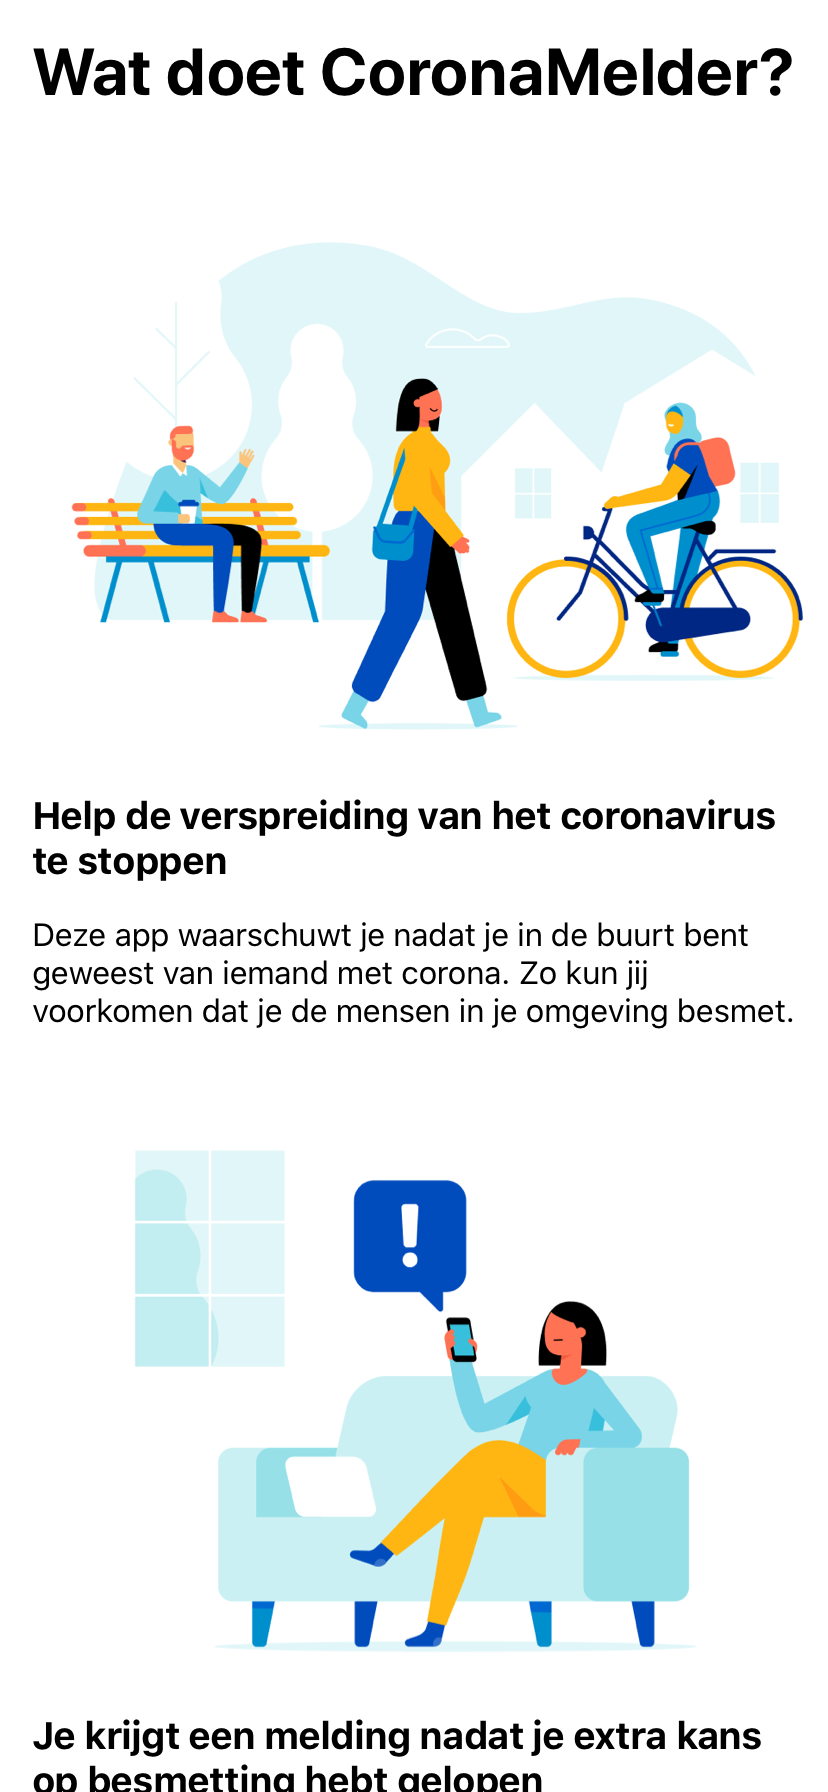 Wat doet CoronaMelder?
!
Help de verspreiding van het coronavirus
te stoppen
Deze app waarschuwt je nadat je in de buurt bent
geweest van iemand met corona. Zo kun jij
voorkomen dat je de mensen in je omgeving besmet.
Je krijgt een melding nadat je extra kans
op besmetting hebt gelopen